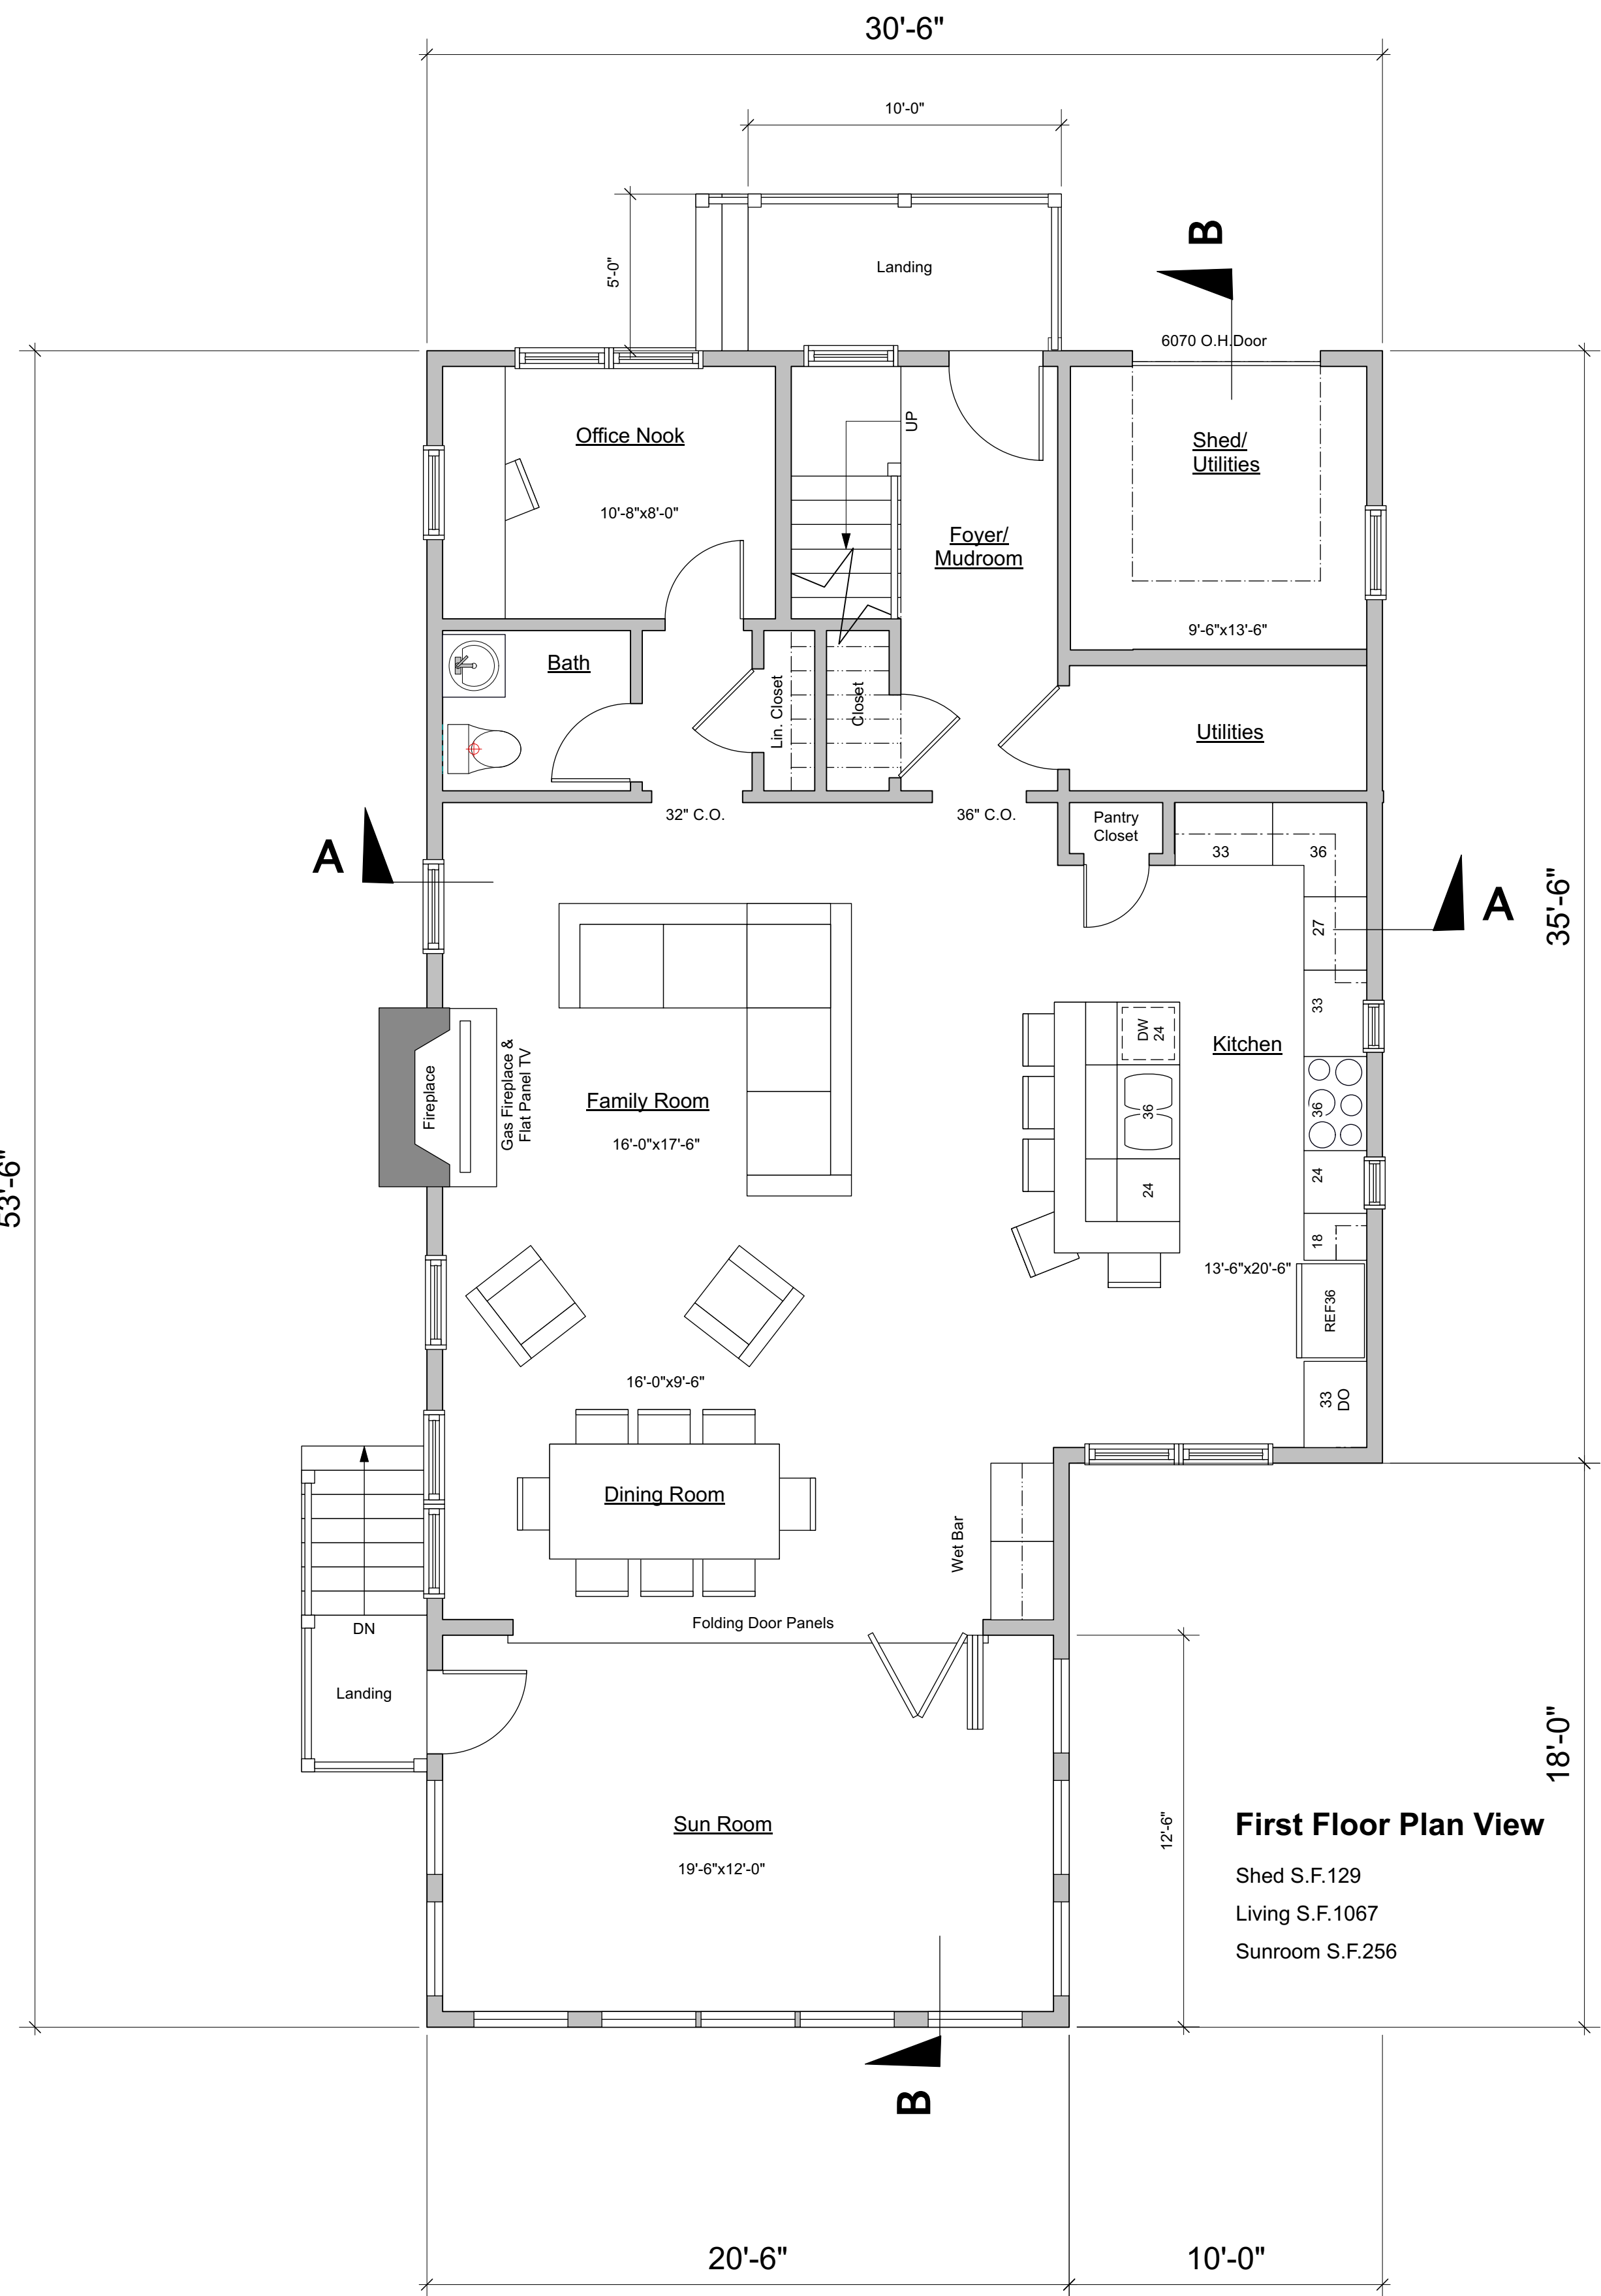 30'-6"
10'-0"
5'-0"
Landing
B
6070 O.H.Door
UP
Office Nook
10'-8"x8'-0"
Shed/
Utilities
Foyer/
Mudroom
9'-6"x13'-6"
Bath
Lin. Closet
Closet
Utilities
32" C.O.
36" C.O.
Pantry
Closet
33
36
A
A
27
35'-6"
33
DW
24
Kitchen
Fireplace
Gas Fireplace &
Flat Panel TV
Family Room
16'-0"x17'-6"
36
36
24
24
53'-6"
18
13'-6"x20'-6"
REF36
16'-0"x9'-6"
33
DO
Dining Room
Wet Bar
Folding Door Panels
DN
Landing
18'-0"
12'-6"
Sun Room
19'-6"x12'-0"
First Floor Plan View
Shed S.F.129
Living S.F.1067
Sunroom S.F.256
B
20'-6"
10'-0"